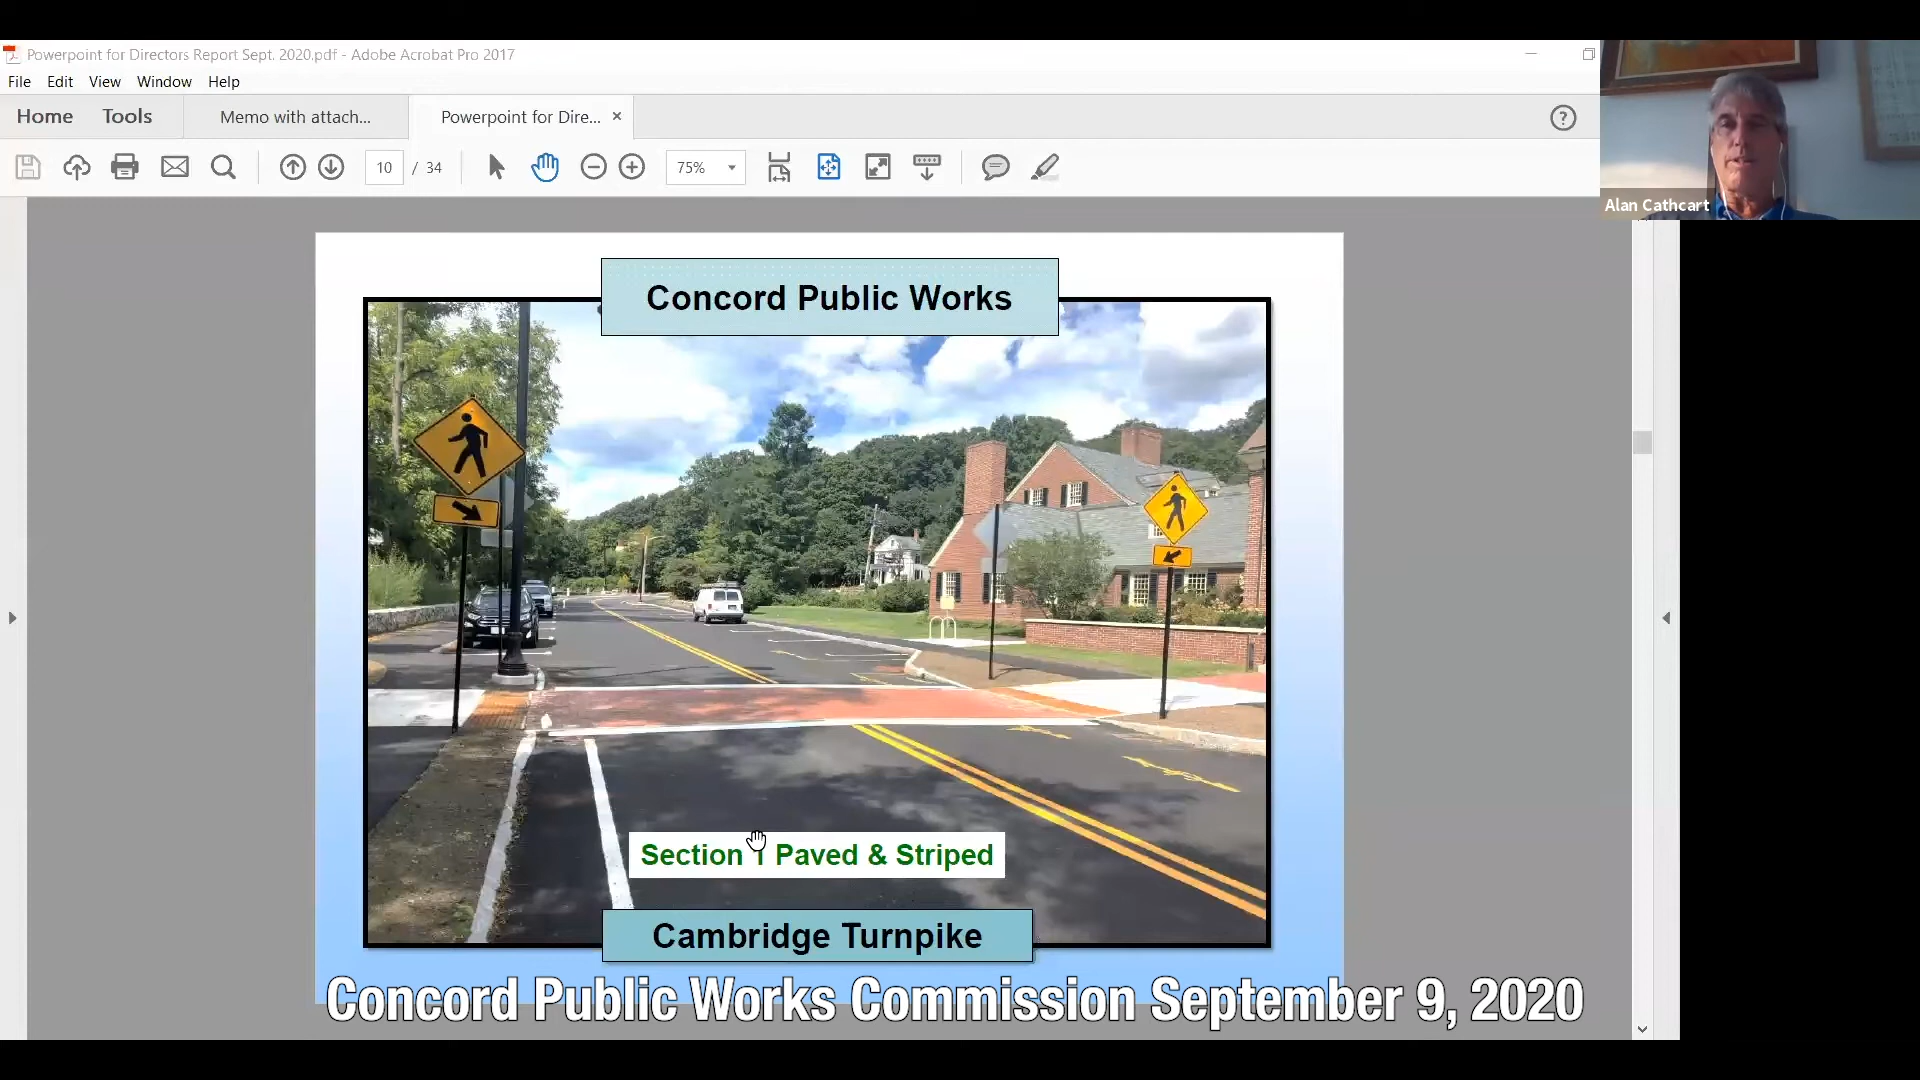 Powerpoint for Directors Report Sept. 2020.pdf - Adobe Acrobat Pro 2017
File Edit View Window Help
Home Tools Memo with attach... Powerpoint for Dire... ×
10 / 34 75%
Alan Cathcart
Concord Public Works
Section 1 Paved & Striped
Cambridge Turnpike
Concord Public Works Commission September 9, 2020